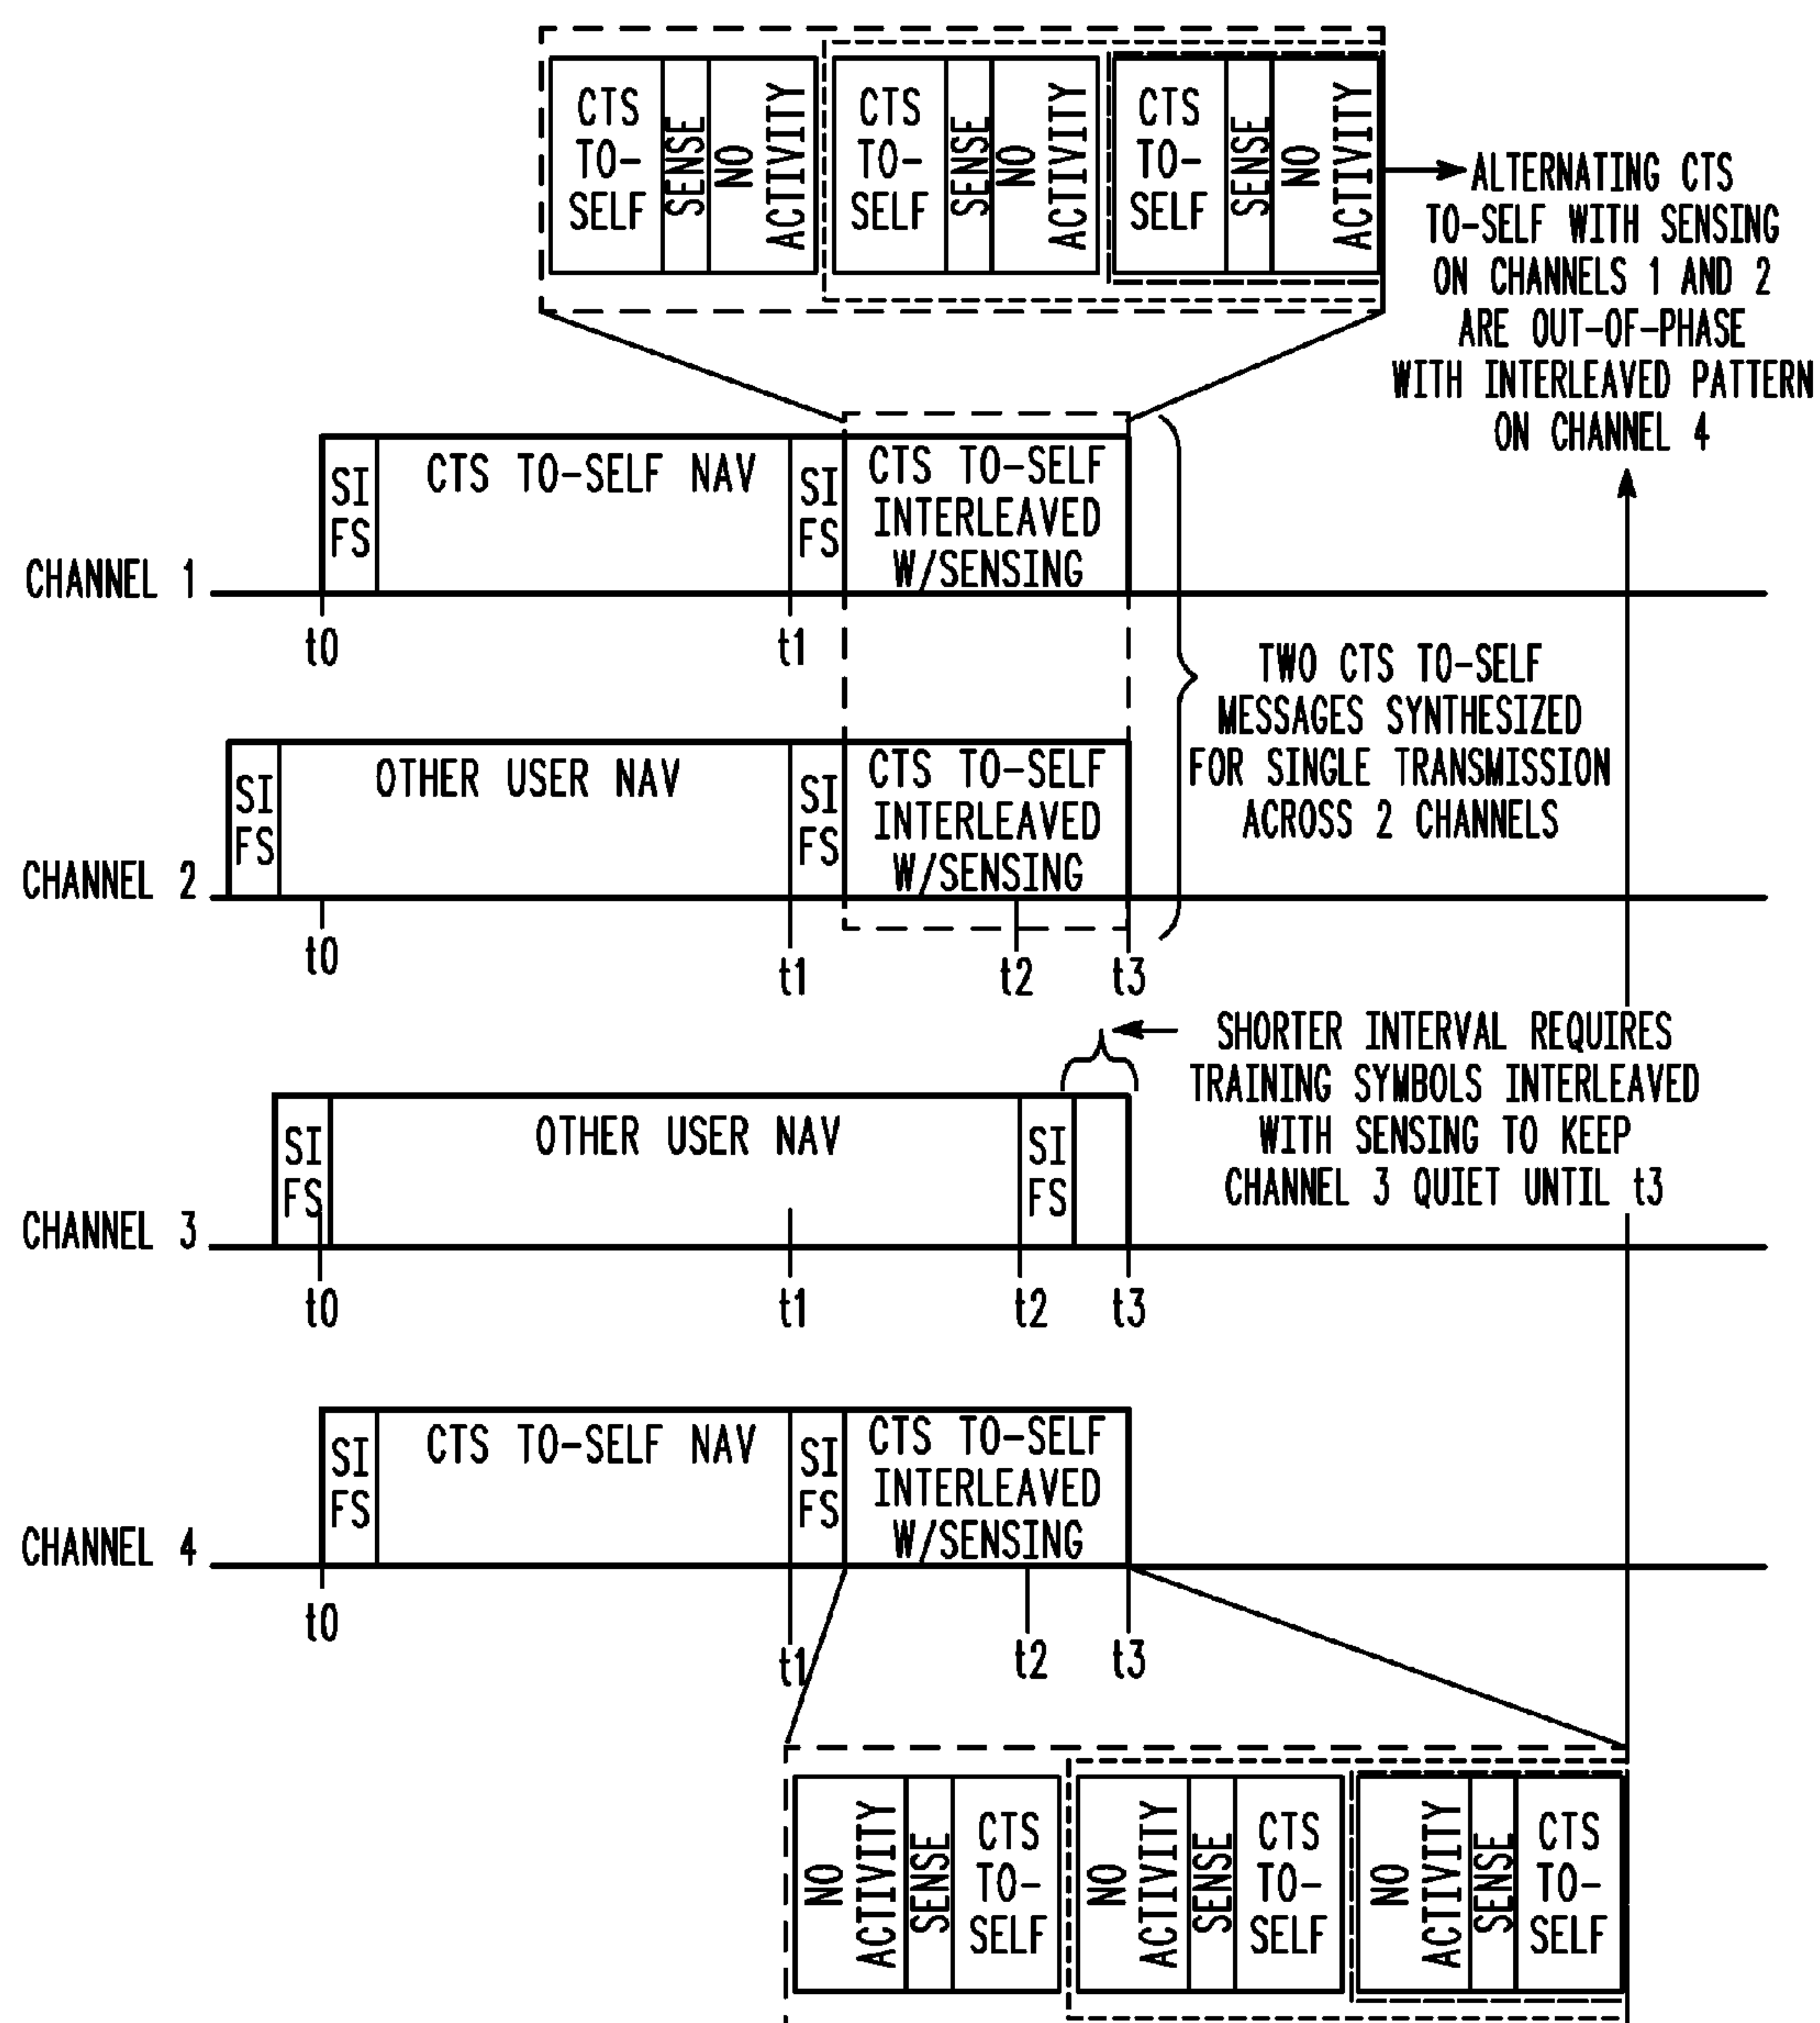 CTS
TO-
SELF
SENSE
NO
ACTIVITY
CTS
TO-
SELF
SENSE
NO
ACTIVITY
CTS
TO-
SELF
SENSE
NO
ACTIVITY
ALTERNATING CTS
TO-SELF WITH SENSING
ON CHANNELS 1 AND 2
ARE OUT-OF-PHASE
WITH INTERLEAVED PATTERN
ON CHANNEL 4
CHANNEL 1
SI
FS
CTS TO-SELF NAV
SI
FS
CTS TO-SELF
INTERLEAVED
W/SENSING
t0
t1
TWO CTS TO-SELF
MESSAGES SYNTHESIZED
FOR SINGLE TRANSMISSION
ACROSS 2 CHANNELS
CHANNEL 2
SI
FS
OTHER USER NAV
SI
FS
CTS TO-SELF
INTERLEAVED
W/SENSING
t0
t1
t2
t3
SHORTER INTERVAL REQUIRES
TRAINING SYMBOLS INTERLEAVED
WITH SENSING TO KEEP
CHANNEL 3 QUIET UNTIL t3
CHANNEL 3
SI
FS
OTHER USER NAV
SI
FS
t0
t1
t2
t3
CHANNEL 4
SI
FS
CTS TO-SELF NAV
SI
FS
CTS TO-SELF
INTERLEAVED
W/SENSING
t0
t1
t2
t3
NO
ACTIVITY
SENSE
CTS
TO-
SELF
NO
ACTIVITY
SENSE
CTS
TO-
SELF
NO
ACTIVITY
SENSE
CTS
TO-
SELF